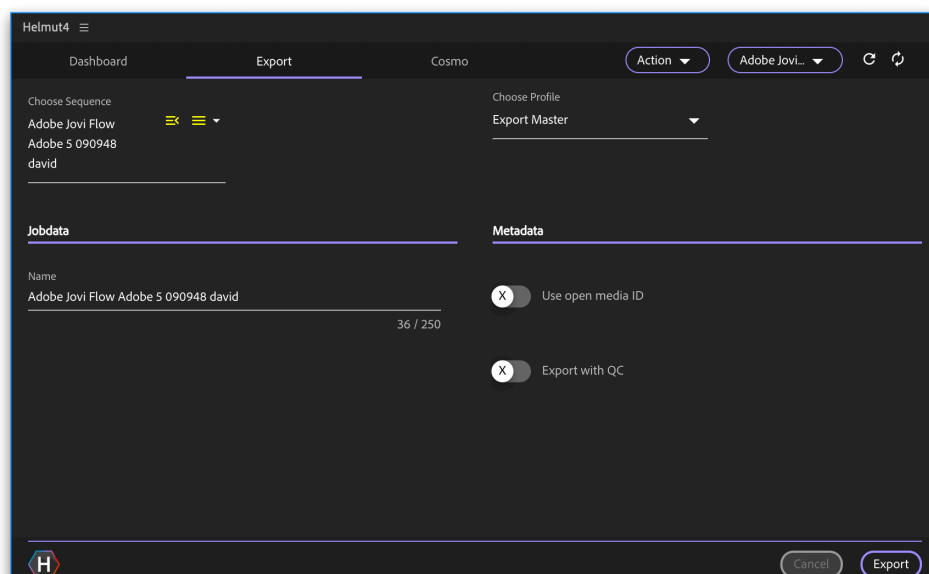 Helmut4
Dashboard Export Cosmo Action Adobe Jovi...
Choose Sequence
Adobe Jovi Flow
Adobe 5 090948
david
Choose Profile
Export Master
Jobdata
Metadata
Name
Adobe Jovi Flow Adobe 5 090948 david
36 / 250
X Use open media ID
X Export with QC
H
Cancel Export